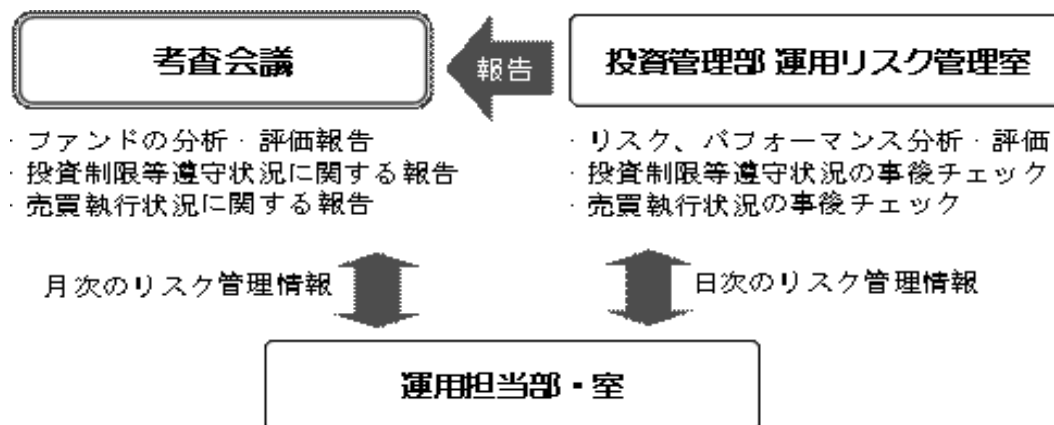 考査会議
報告
投資管理部 運用リスク管理室
・ファンドの分析・評価報告
・投資制限等遵守状況に関する報告
・売買執行状況に関する報告
・リスク、パフォーマンス分析・評価
・投資制限等遵守状況の事後チェック
・売買執行状況の事後チェック
月次のリスク管理情報
日次のリスク管理情報
運用担当部・室